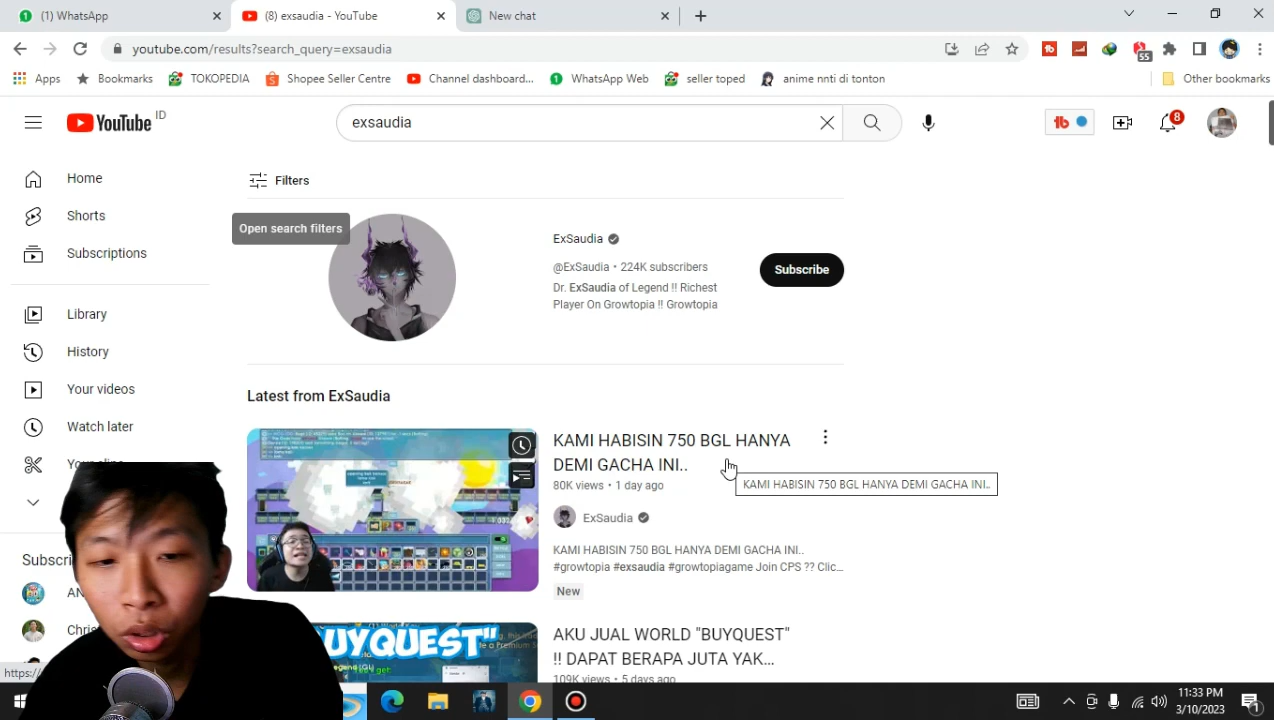 (1) WhatsApp
(8) exsaudia - YouTube
New chat
youtube.com/results?search_query=exsaudia
55
Apps
Bookmarks
TOKOPEDIA
Shopee Seller Centre
Channel dashboard...
WhatsApp Web
seller toped
anime nnti di tonton
Other bookmarks
YouTube ID
exsaudia
8
Home
Shorts
Subscriptions
Library
History
Your videos
Watch later
Filters
Open search filters
ExSaudia
@ExSaudia • 224K subscribers
Dr. ExSaudia of Legend !! Richest
Player On Growtopia !! Growtopia
Subscribe
Latest from ExSaudia
KAMI HABISIN 750 BGL HANYA
DEMI GACHA INI..
80K views • 1 day ago
KAMI HABISIN 750 BGL HANYA DEMI GACHA INI..
ExSaudia
KAMI HABISIN 750 BGL HANYA DEMI GACHA INI..
#growtopia #exsaudia #growtopiagame Join CPS ?? Clic...
New
AKU JUAL WORLD "BUYQUEST"
!! DAPAT BERAPA JUTA YAK...
109K views • 5 days ago
BUYQUEST"
Subscri
AN
Chris
https:/
11:33 PM
3/10/2023